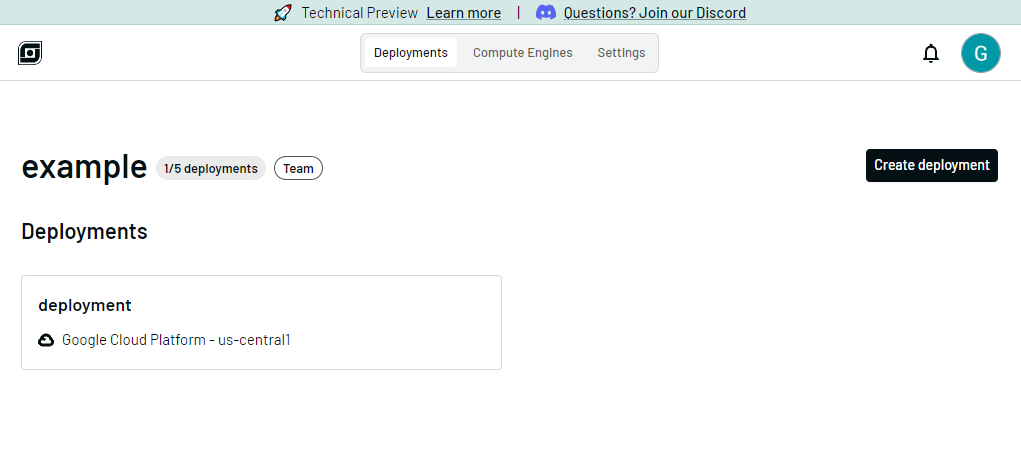 Technical Preview Learn more | Questions? Join our Discord
Deployments Compute Engines Settings
G
example 1/5 deployments Team
Create deployment
Deployments
deployment
Google Cloud Platform - us-central1